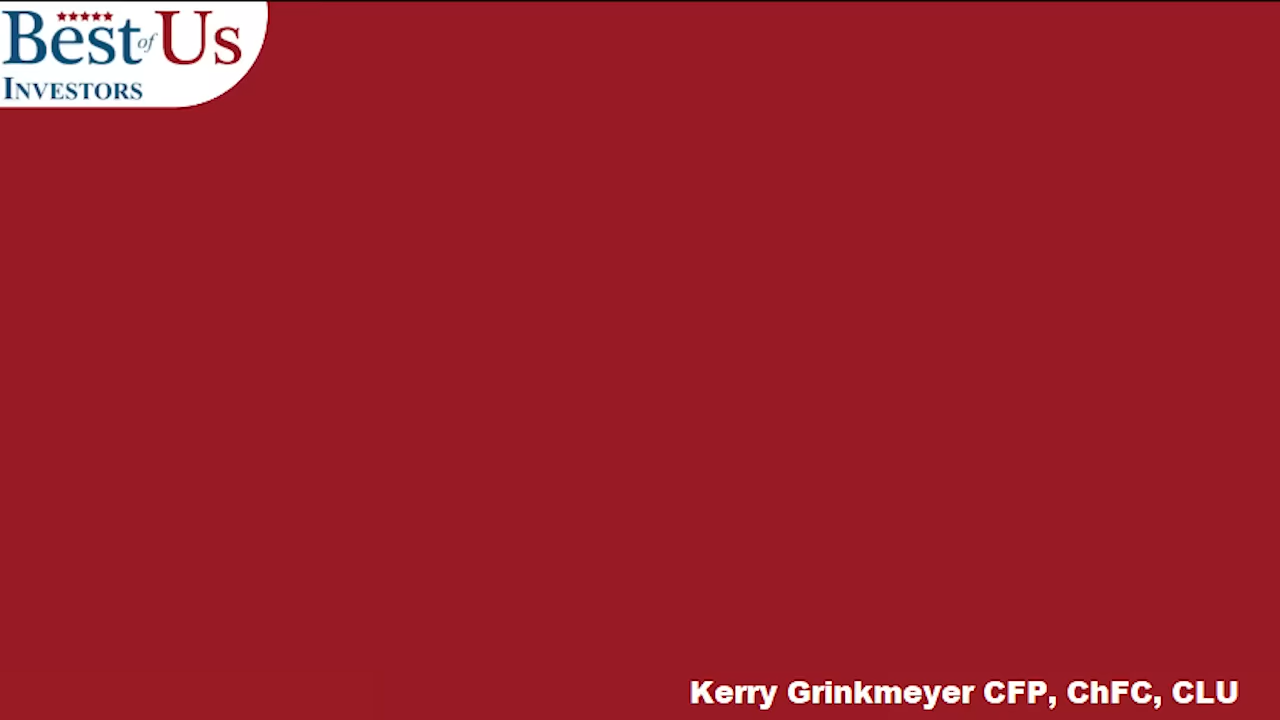 Best of Us
INVESTORS
Kerry Grinkmeyer CFP, ChFC, CLU